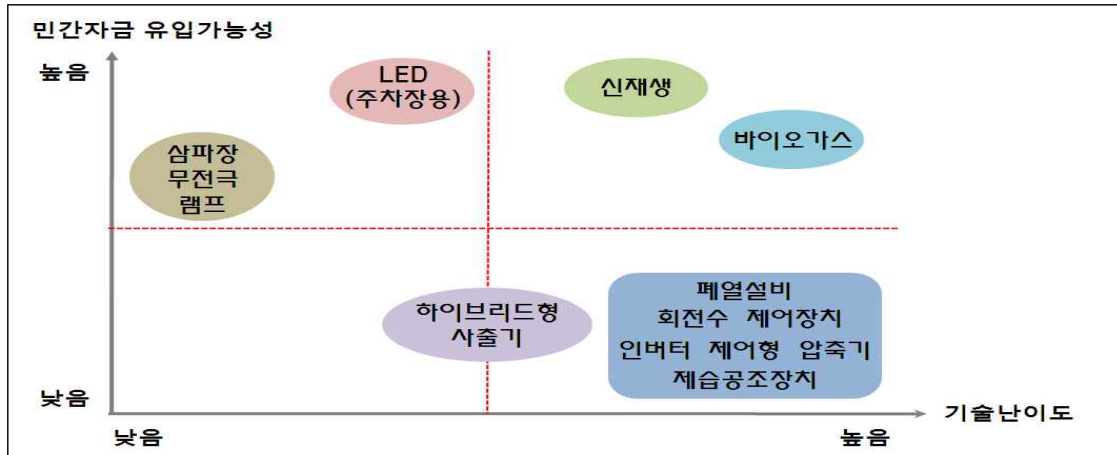 민간자금 유입가능성
높음
LED
(주차장용)
신재생
바이오가스
삼파장
무전극
램프
하이브리드형
사출기
폐열설비
회전수 제어장치
인버터 제어형 압축기
제습공조장치
낮음
기술난이도
낮음
높음